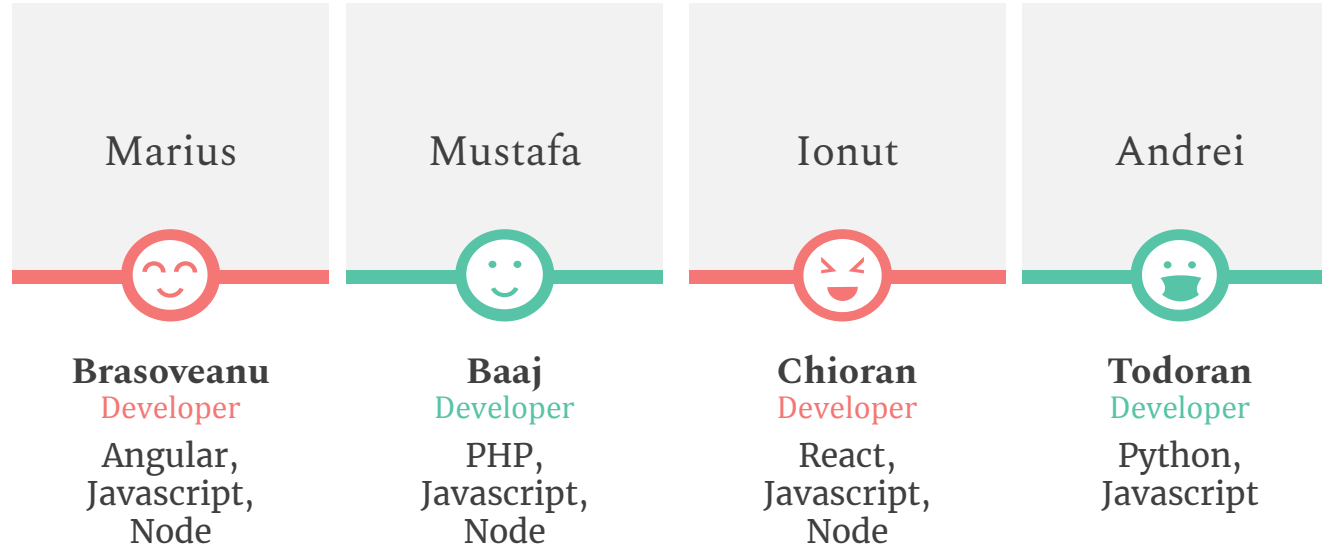 Marius
Brasoveanu
Developer
Angular,
Javascript,
Node
Mustafa
Baaj
Developer
PHP,
Javascript,
Node
Ionut
Chioran
Developer
React,
Javascript,
Node
Andrei
Todoran
Developer
Python,
Javascript